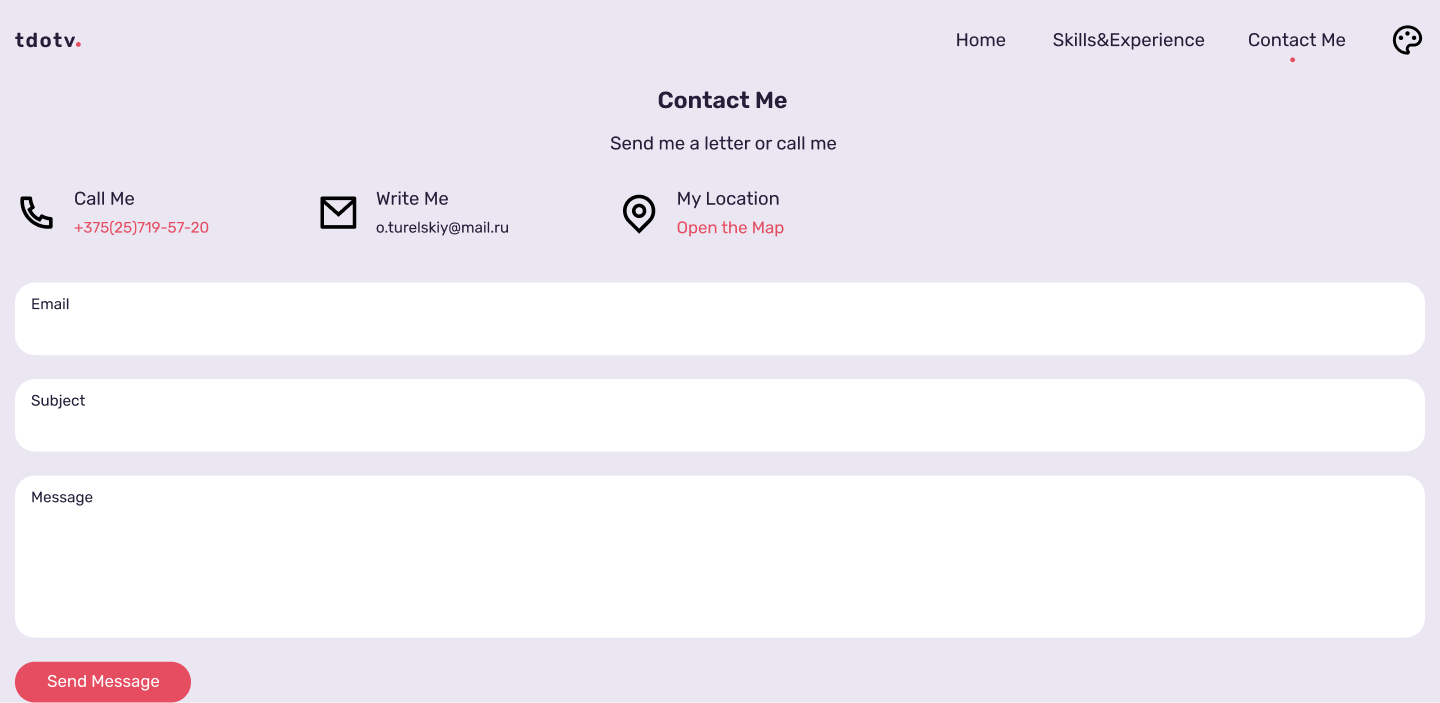 tdotv.
Home Skills&Experience Contact Me
Contact Me
Send me a letter or call me
Call Me
+375(25)719-57-20
Write Me
o.turelskiy@mail.ru
My Location
Open the Map
Email
Subject
Message
Send Message